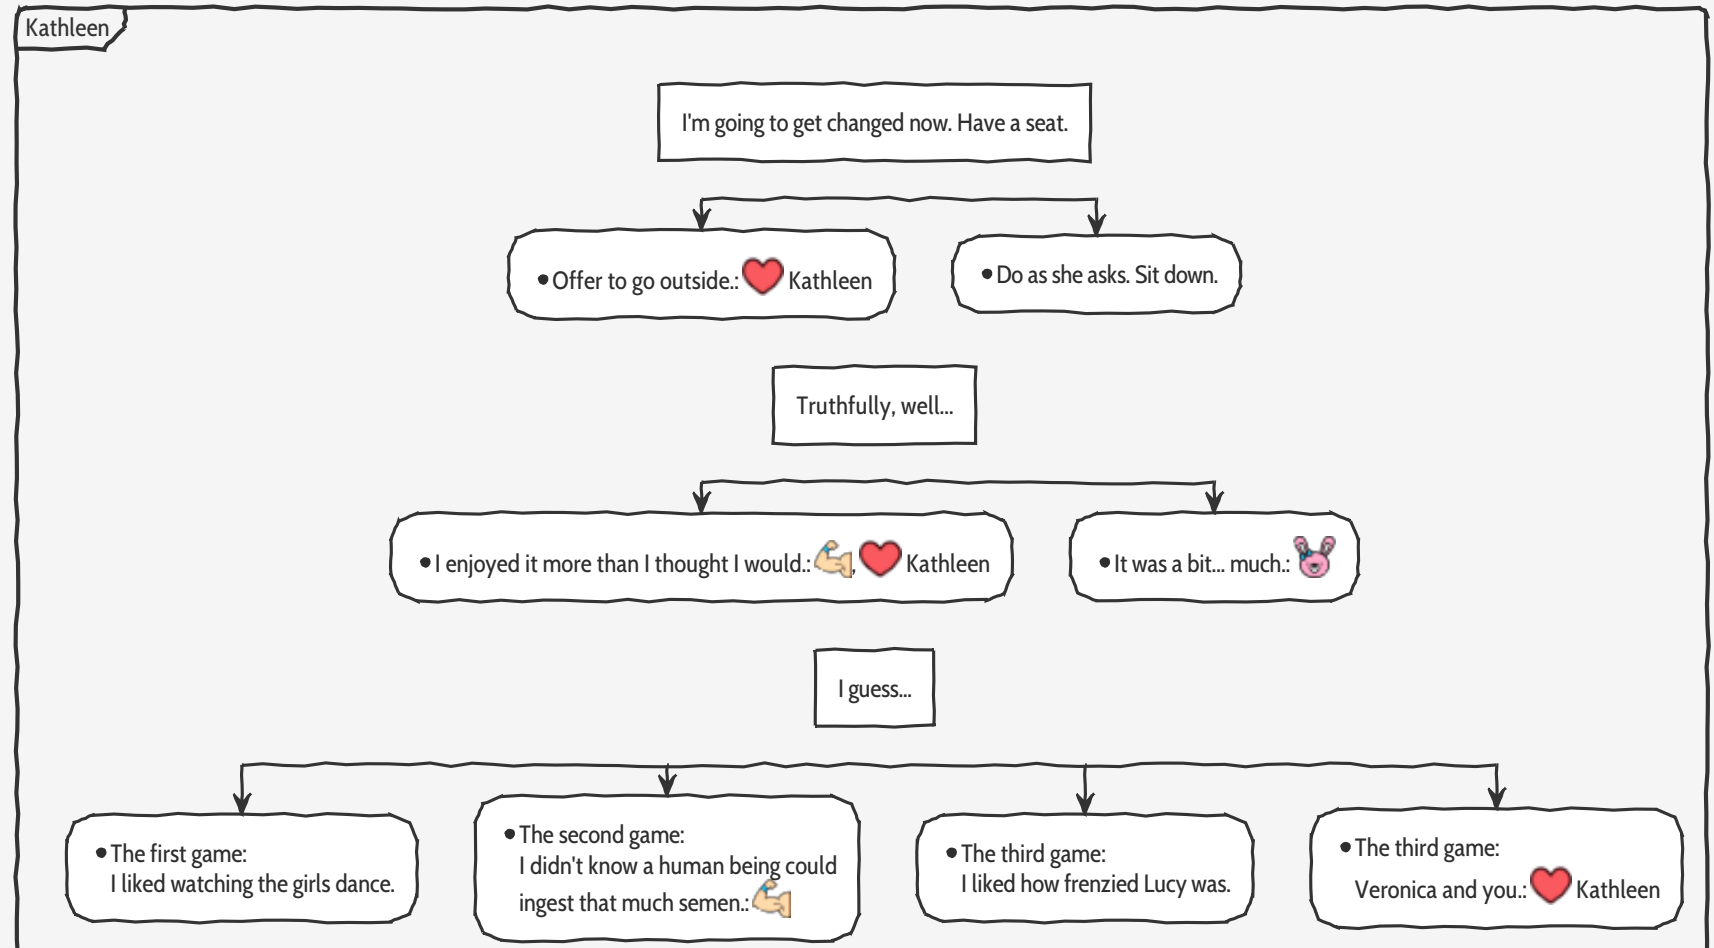 Kathleen
I'm going to get changed now. Have a seat.
Offer to go outside.: Kathleen
Do as she asks. Sit down.
Truthfully, well...
I enjoyed it more than I thought I would.: , Kathleen
It was a bit... much.:
I guess...
The first game:
I liked watching the girls dance.
The second game:
I didn't know a human being could
ingest that much semen.:
The third game:
I liked how frenzied Lucy was.
The third game:
Veronica and you.: Kathleen